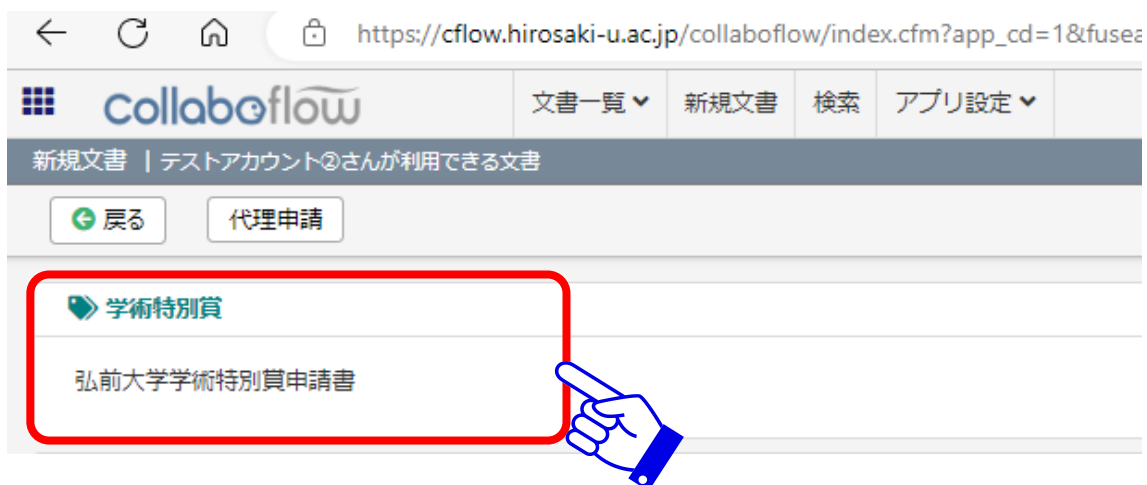 https://cflow.hirosaki-u.ac.jp/collaboflow/index.cfm?app_cd=1&fusea
collaboflow 文書一覧 新規文書 検索 アプリ設定
新規文書 | テストアカウント②さんが利用できる文書
戻る 代理申請
学術特別賞
弘前大学学術特別賞申請書